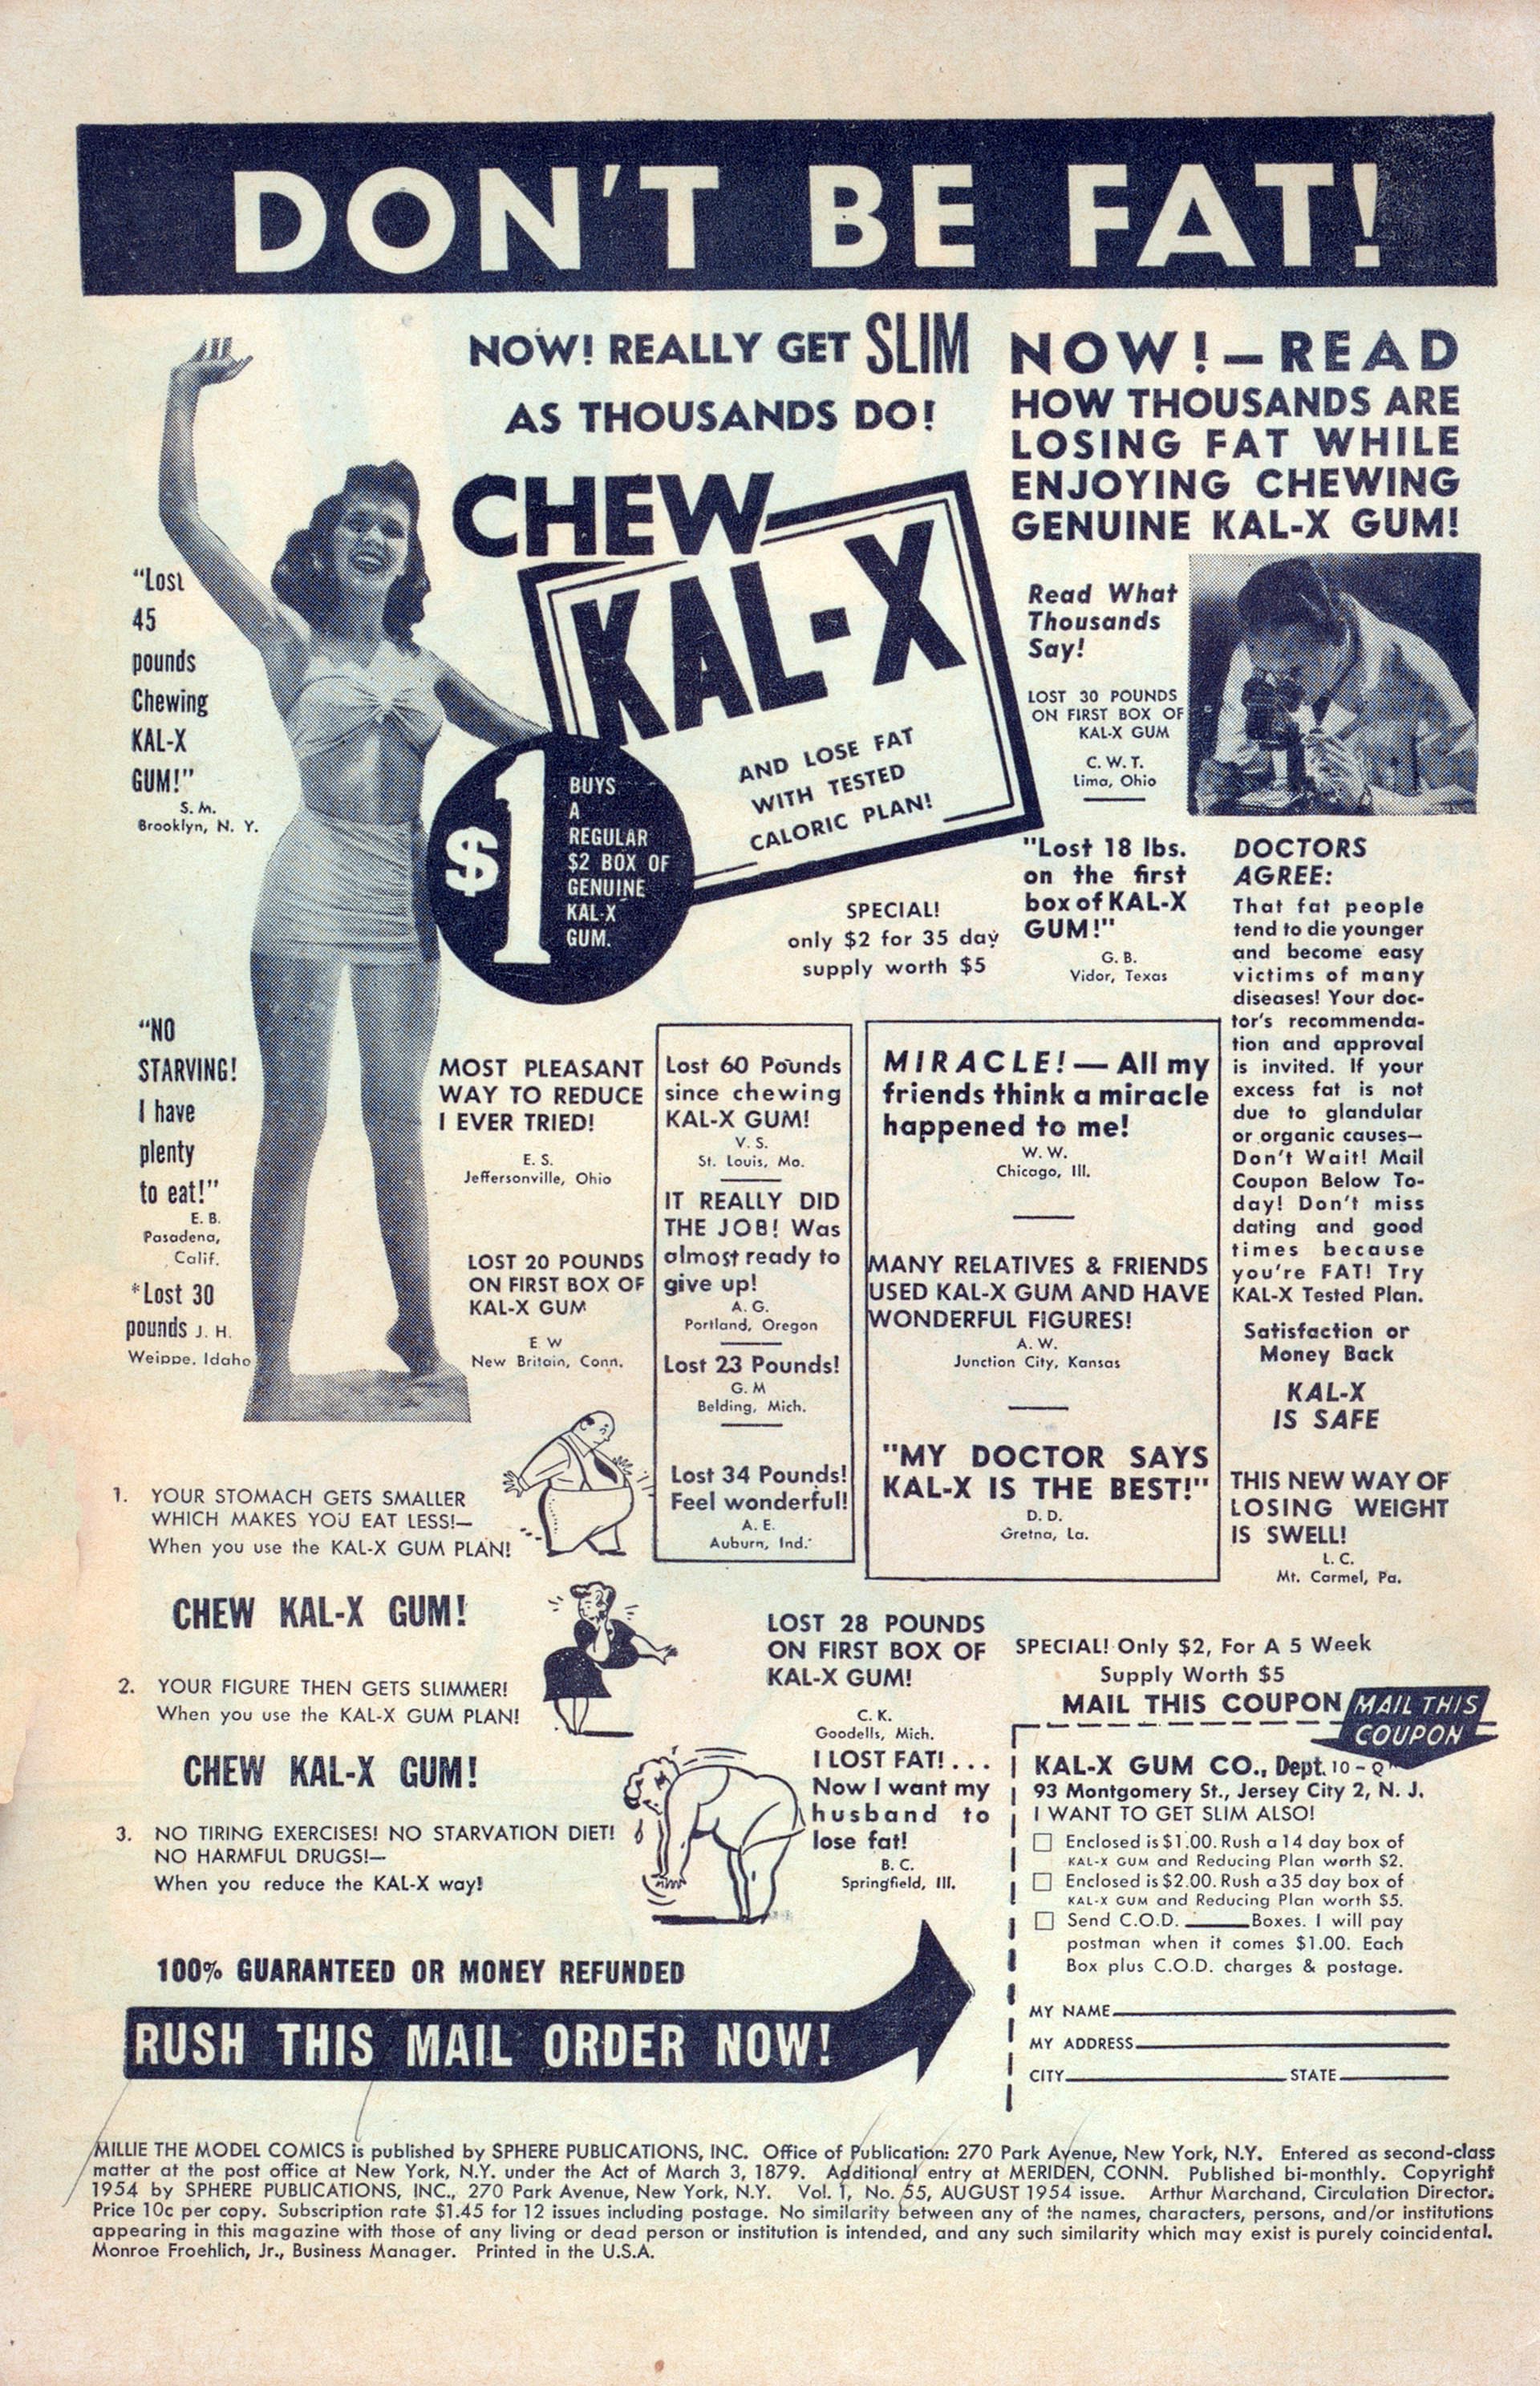 DON'T BE FAT!
NOW! REALLY GET SLIM
AS THOUSANDS DO!
CHEW
KAL-X
AND LOSE FAT
WITH TESTED
CALORIC PLAN!
$1
BUYS
A
REGULAR
$2 BOX OF
GENUINE
KAL-X
GUM.
SPECIAL!
only $2 for 35 day
supply worth $5
"Lost
45
pounds
Chewing
KAL-X
GUM!"
S. M.
Brooklyn, N. Y.
"NO
STARVING!
I have
plenty
to eat!"
E. B.
Pasadena,
Calif.
"Lost 30
pounds J. H.
Weippe, Idaho
NOW!—READ
HOW THOUSANDS ARE
LOSING FAT WHILE
ENJOYING CHEWING
GENUINE KAL-X GUM!
Read What
Thousands
Say!
LOST 30 POUNDS
ON FIRST BOX OF
KAL-X GUM
C. W. T.
Lima, Ohio
"Lost 18 lbs.
on the first
box of KAL-X
GUM!"
G. B.
Vidor, Texas
DOCTORS
AGREE:
That fat people
tend to die younger
and become easy
victims of many
diseases! Your doc-
tor's recommenda-
tion and approval
is invited. If your
excess fat is not
due to glandular
or organic causes—
Don't Wait! Mail
Coupon Below To-
day! Don't miss
dating and good
times because
you're FAT! Try
KAL-X Tested Plan.
Satisfaction or
Money Back
KAL-X
IS SAFE
THIS NEW WAY OF
LOSING WEIGHT
IS SWELL!
L. C.
Mt. Carmel, Pa.
MOST PLEASANT
WAY TO REDUCE
I EVER TRIED!
E. S.
Jeffersonville, Ohio
LOST 20 POUNDS
ON FIRST BOX OF
KAL-X GUM
E W
New Britain, Conn.
Lost 60 Pounds
since chewing
KAL-X GUM!
V. S.
St. Louis, Mo.
IT REALLY DID
THE JOB! Was
almost ready to
give up!
A. G.
Portland, Oregon
Lost 23 Pounds!
G. M
Belding, Mich.
Lost 34 Pounds!
Feel wonderful!
A. E.
Auburn, Ind.
MIRACLE!—All my
friends think a miracle
happened to me!
W. W.
Chicago, Ill.
MANY RELATIVES & FRIENDS
USED KAL-X GUM AND HAVE
WONDERFUL FIGURES!
A. W.
Junction City, Kansas
"MY DOCTOR SAYS
KAL-X IS THE BEST!"
D. D.
Gretna, La.
1. YOUR STOMACH GETS SMALLER
WHICH MAKES YOU EAT LESS!—
When you use the KAL-X GUM PLAN!
CHEW KAL-X GUM!
2. YOUR FIGURE THEN GETS SLIMMER!
When you use the KAL-X GUM PLAN!
CHEW KAL-X GUM!
3. NO TIRING EXERCISES! NO STARVATION DIET!
NO HARMFUL DRUGS!—
When you reduce the KAL-X way!
LOST 28 POUNDS
ON FIRST BOX OF
KAL-X GUM!
C. K.
Goodells, Mich.
I LOST FAT!...
Now I want my
husband to
lose fat!
B. C.
Springfield, Ill.
100% GUARANTEED OR MONEY REFUNDED
RUSH THIS MAIL ORDER NOW!
SPECIAL! Only $2, For A 5 Week
Supply Worth $5
MAIL THIS COUPON
MAIL THIS
COUPON
KAL-X GUM CO., Dept. 10-Q
93 Montgomery St., Jersey City 2, N. J.
I WANT TO GET SLIM ALSO!
Enclosed is $1.00. Rush a 14 day box of
KAL-X GUM and Reducing Plan worth $2.
Enclosed is $2.00. Rush a 35 day box of
KAL-X GUM and Reducing Plan worth $5.
Send C.O.D. ______ Boxes. I will pay
postman when it comes $1.00. Each
Box plus C.O.D. charges & postage.
MY NAME
MY ADDRESS
CITY STATE
MILLIE THE MODEL COMICS is published by SPHERE PUBLICATIONS, INC. Office of Publication: 270 Park Avenue, New York, N.Y. Entered as second-class
matter at the post office at New York, N.Y. under the Act of March 3, 1879. Additional entry at MERIDEN, CONN. Published bi-monthly. Copyright
1954 by SPHERE PUBLICATIONS, INC., 270 Park Avenue, New York, N.Y. Vol. 1, No. 55, AUGUST 1954 issue. Arthur Marchand, Circulation Director.
Price 10c per copy. Subscription rate $1.45 for 12 issues including postage. No similarity between any of the names, characters, persons, and/or institutions
appearing in this magazine with those of any living or dead person or institution is intended, and any such similarity which may exist is purely coincidental.
Monroe Froehlich, Jr., Business Manager. Printed in the U.S.A.